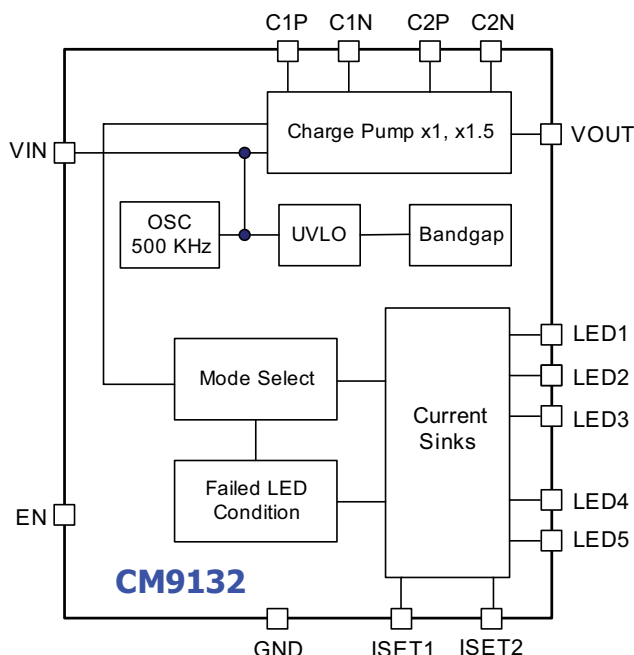 C1P C1N C2P C2N
Charge Pump x1, x1.5
VIN
VOUT
OSC
500 KHz
UVLO
Bandgap
LED1
Mode Select
LED2
Current
Sinks
LED3
Failed LED
Condition
LED4
EN
LED5
CM9132
GND
ISET1
ISET2